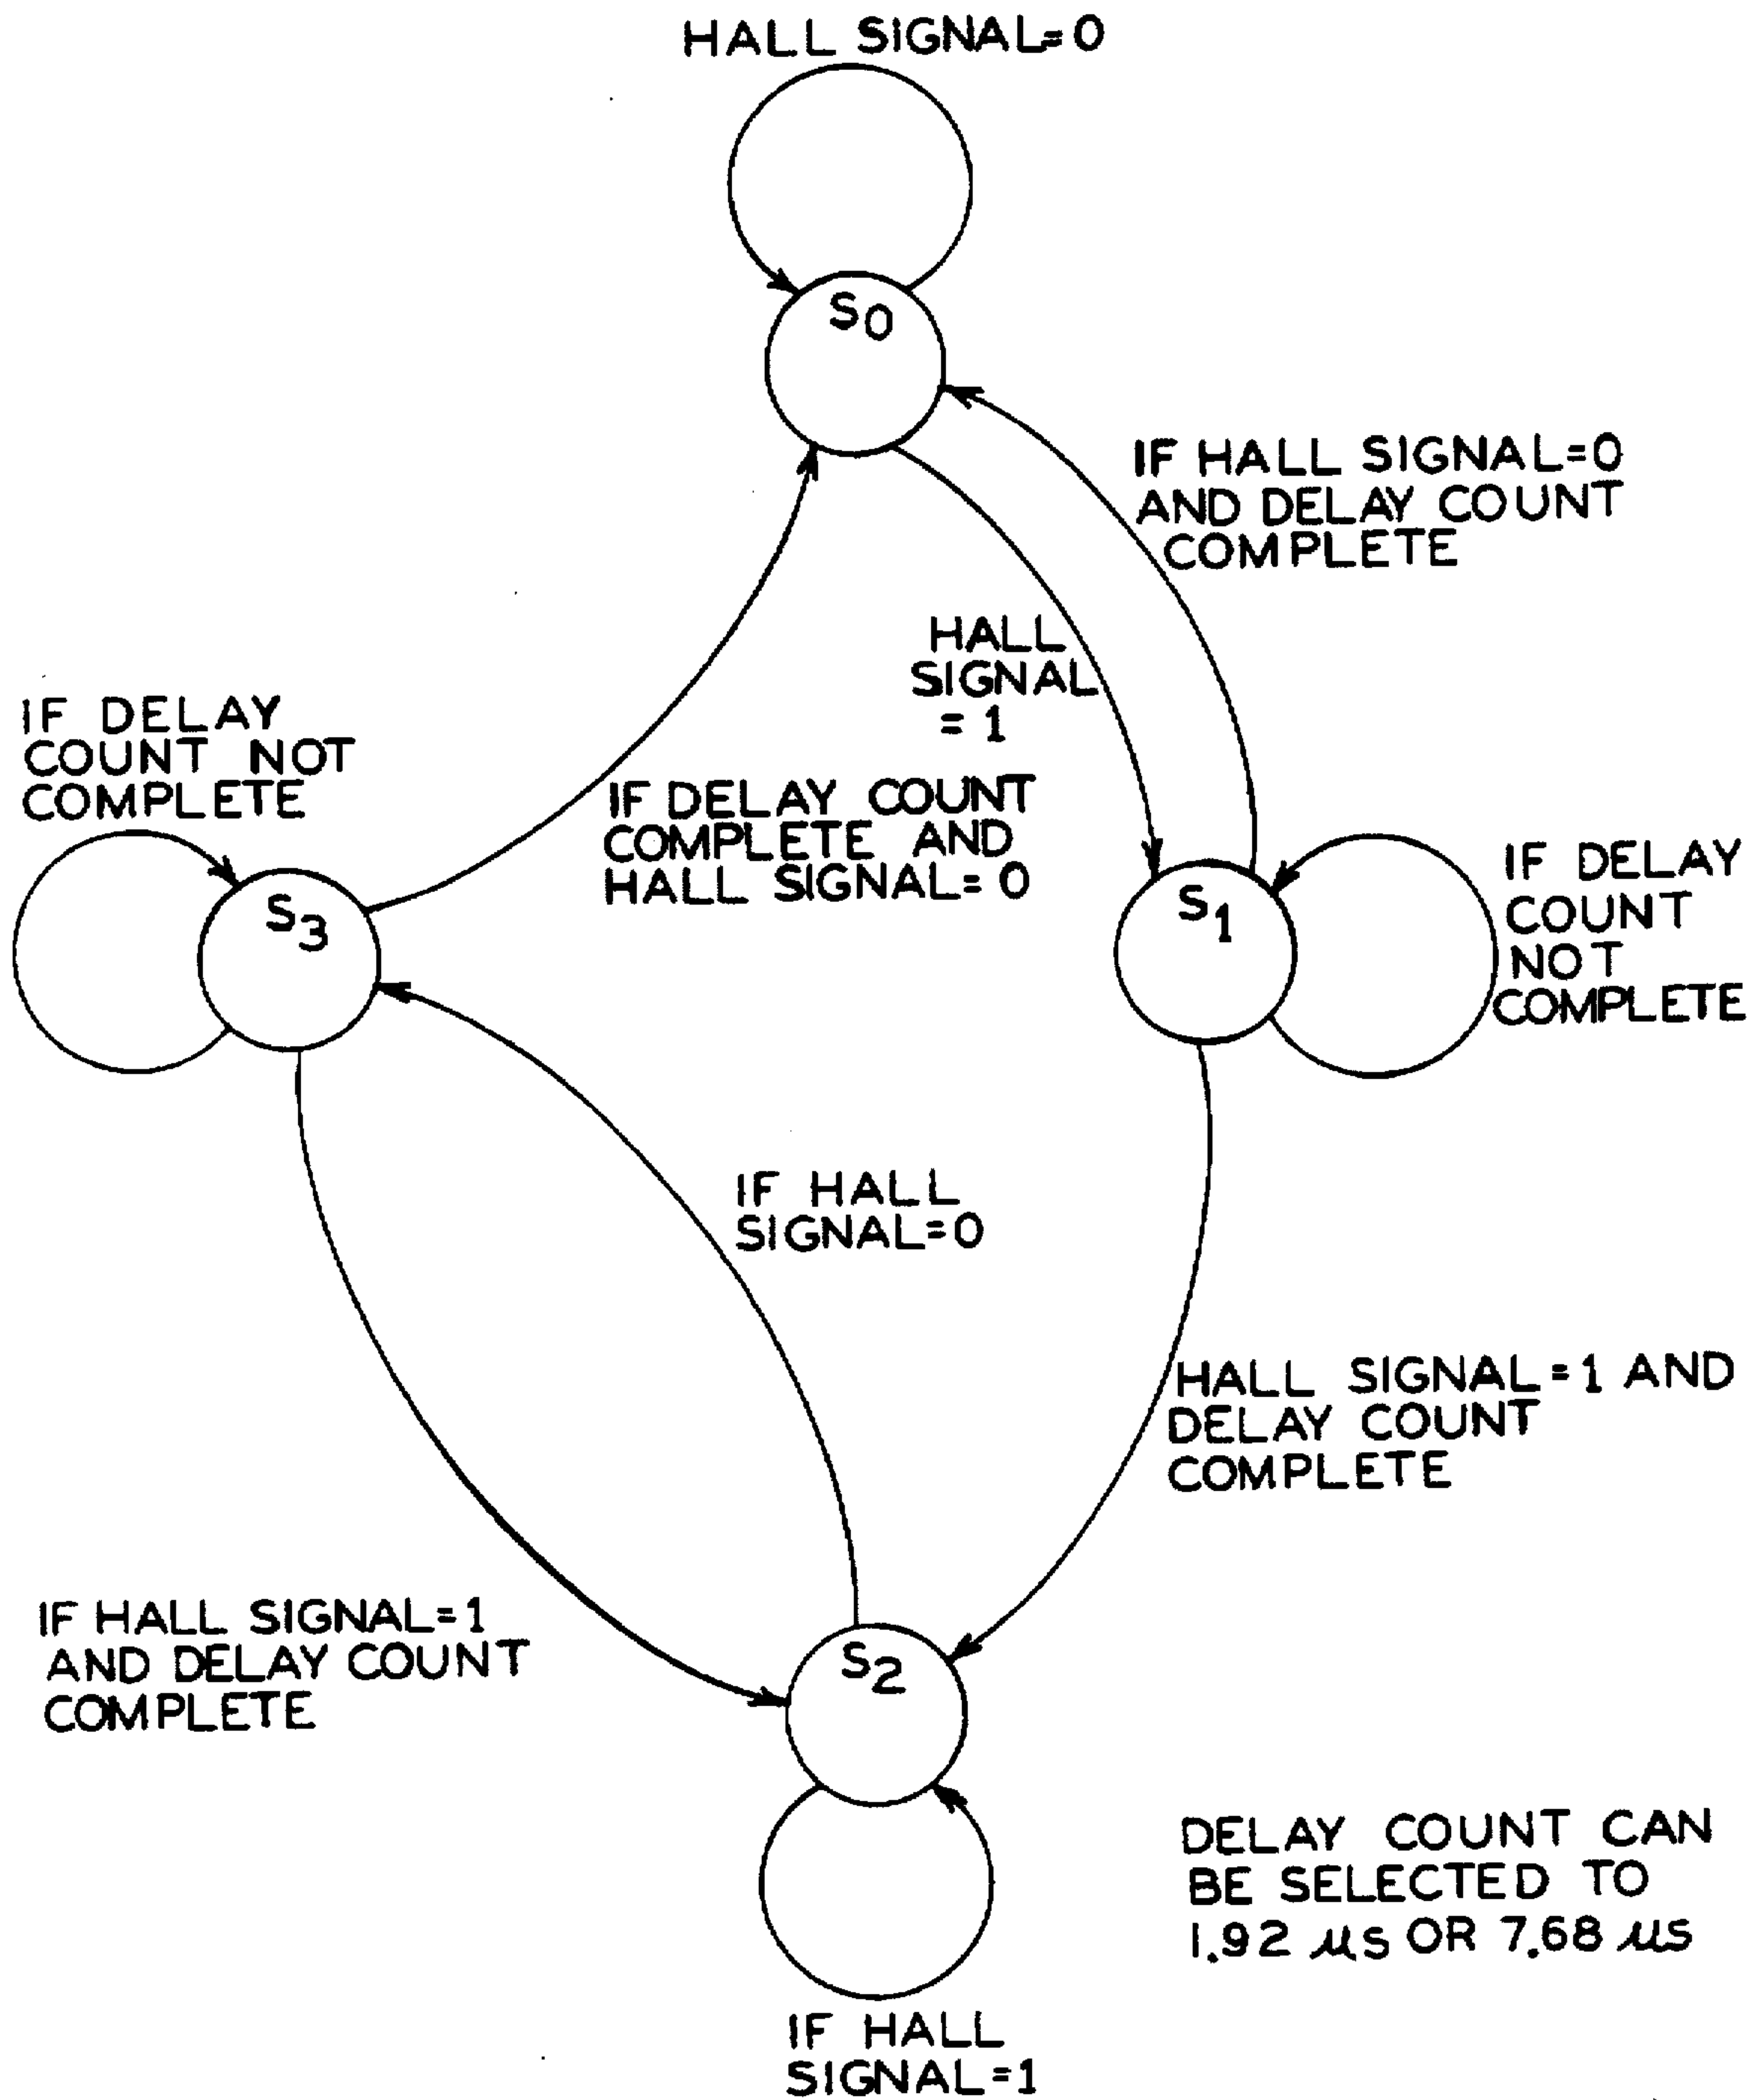 HALL SIGNAL=0
S0
IF HALL SIGNAL=0
AND DELAY COUNT
COMPLETE
HALL
SIGNAL
= 1
IF DELAY
COUNT NOT
COMPLETE
IF DELAY COUNT
COMPLETE AND
HALL SIGNAL=0
S3
S1
IF DELAY
COUNT
NOT
COMPLETE
IF HALL
SIGNAL=0
HALL SIGNAL=1 AND
DELAY COUNT
COMPLETE
IF HALL SIGNAL=1
AND DELAY COUNT
COMPLETE
S2
DELAY COUNT CAN
BE SELECTED TO
1.92 µs OR 7.68 µs
IF HALL
SIGNAL=1